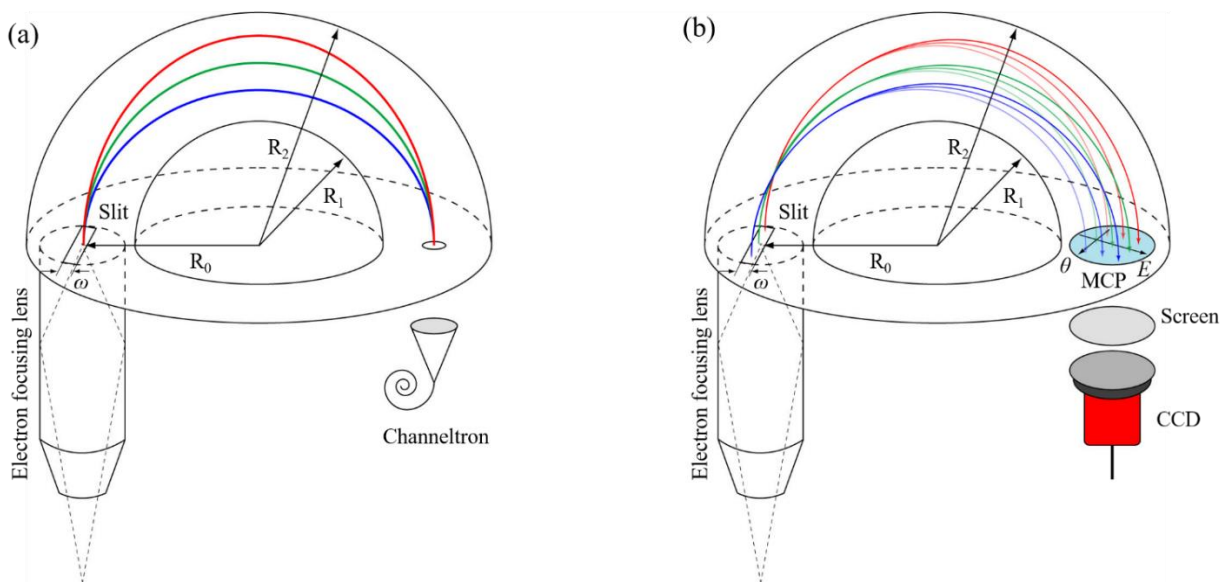 (a)
R₂
R₁
Slit
R₀
ω
Electron focusing lens
Channeltron
(b)
R₂
R₁
Slit
R₀
ω
θ
E
MCP
Screen
CCD
Electron focusing lens